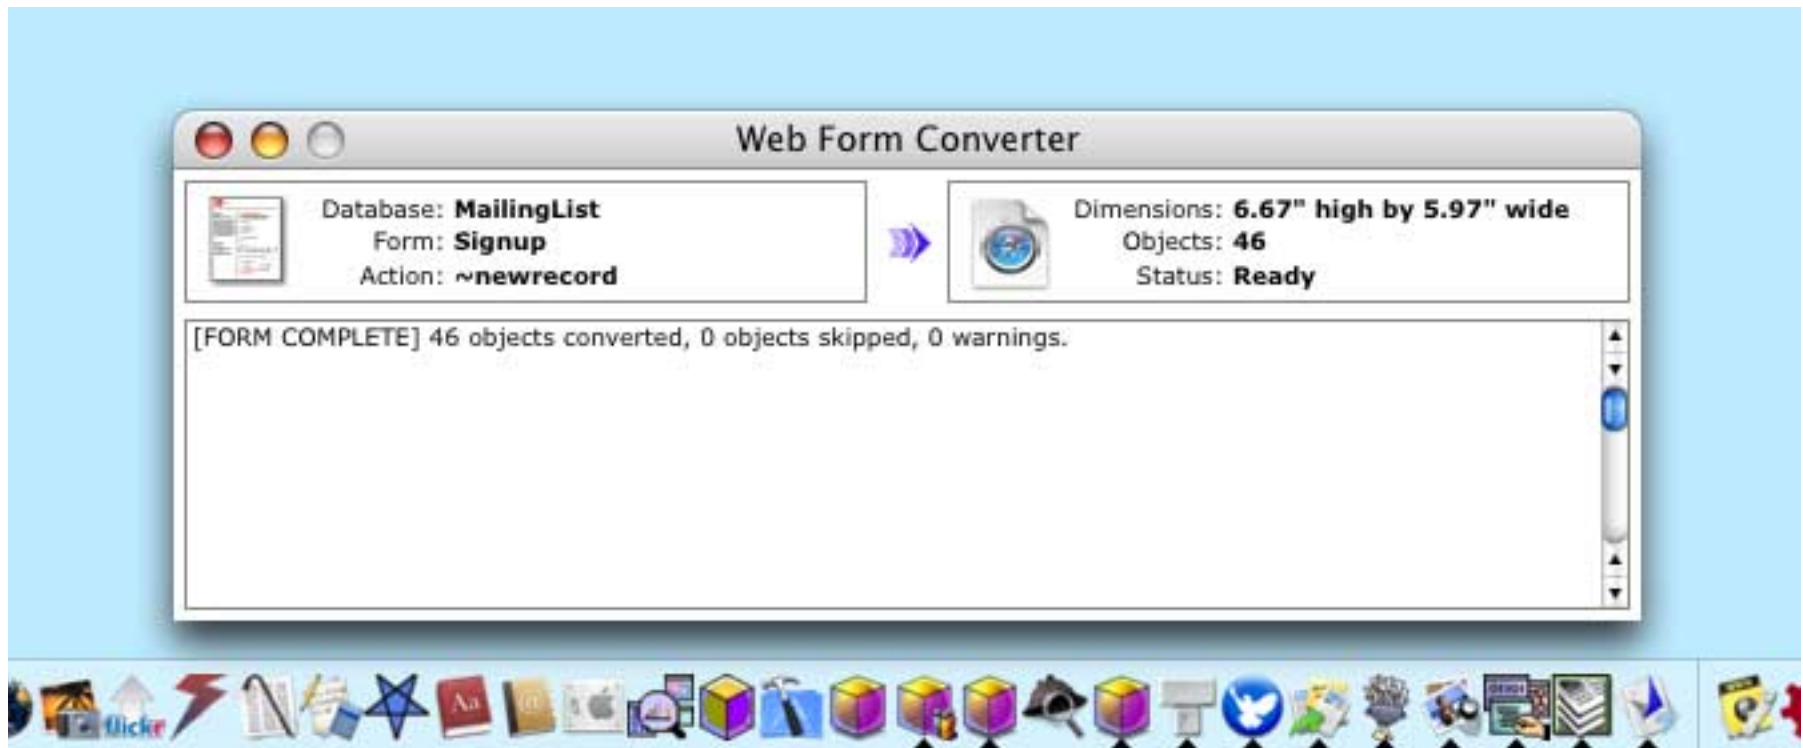 Web Form Converter
Database: MailingList
Form: Signup
Action: ~newrecord
Dimensions: 6.67" high by 5.97" wide
Objects: 46
Status: Ready
[FORM COMPLETE] 46 objects converted, 0 objects skipped, 0 warnings.
flickr
Aa
@